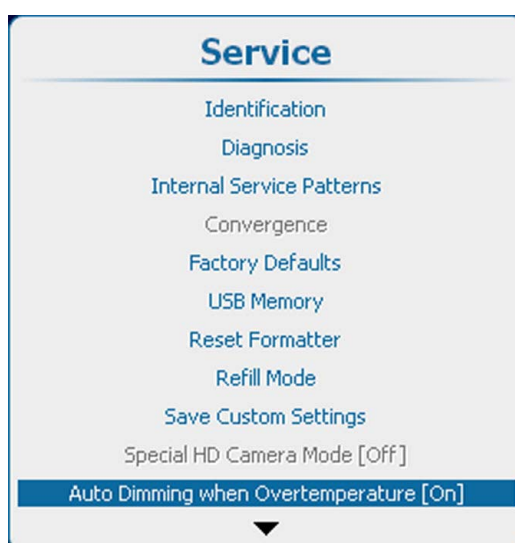 Service
Identification
Diagnosis
Internal Service Patterns
Convergence
Factory Defaults
USB Memory
Reset Formatter
Refill Mode
Save Custom Settings
Special HD Camera Mode [Off]
Auto Dimming when Overtemperature [On]